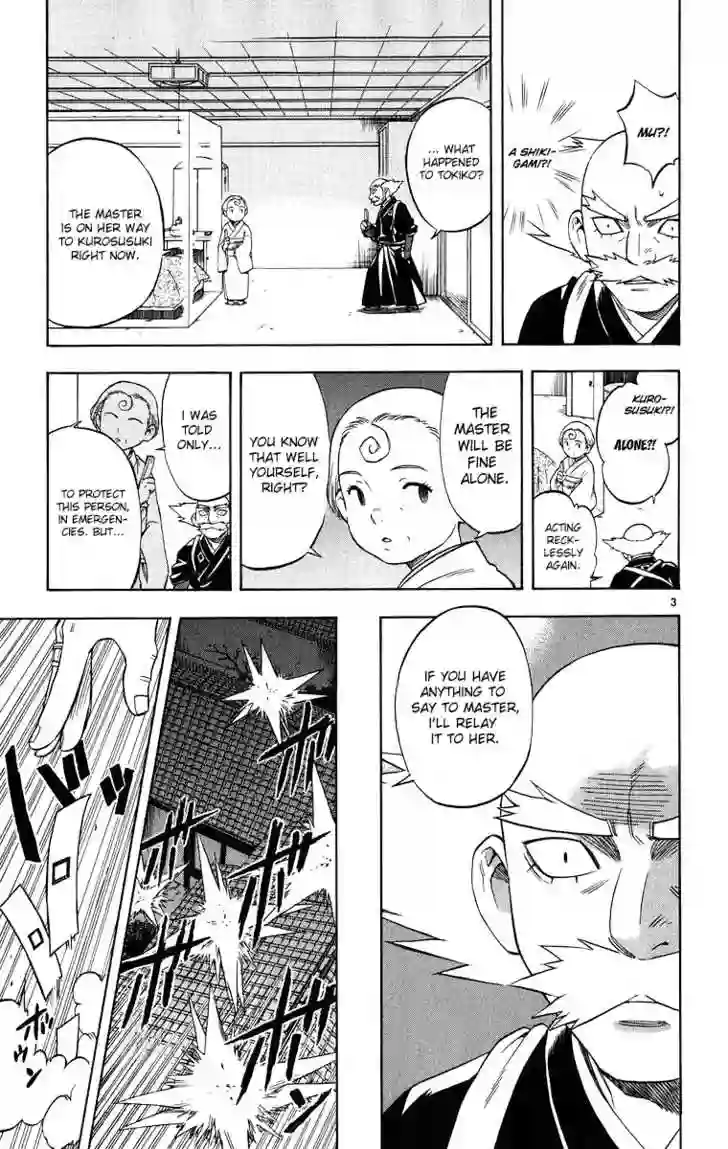 MU?!
A SHIKI-
GAMI?!
... WHAT
HAPPENED
TO TOKIKO?
THE MASTER
IS ON HER WAY
TO KUROSUSUKI
RIGHT NOW.
KURO-
SUSUKI?!
ALONE?!
ACTING
RECK-
LESSLY
AGAIN.
THE
MASTER
WILL BE
FINE
ALONE.
YOU KNOW
THAT WELL
YOURSELF,
RIGHT?
I WAS
TOLD
ONLY...
TO PROTECT
THIS PERSON,
IN EMERGEN-
CIES. BUT...
3
IF YOU HAVE
ANYTHING TO
SAY TO MASTER,
I'LL RELAY
IT TO HER.
バッ
ボウン